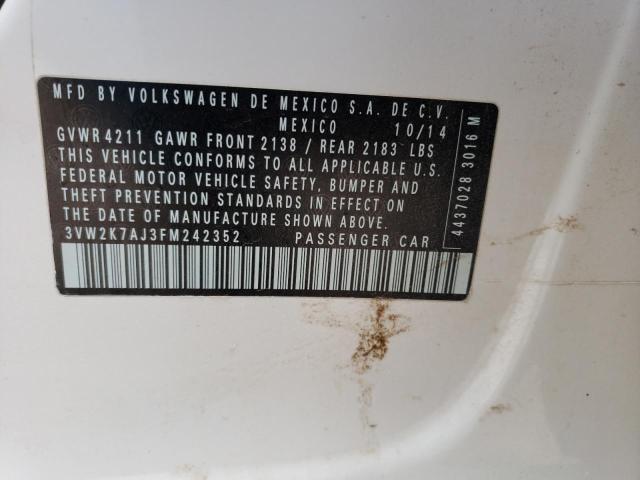 MFD BY VOLKSWAGEN DE MEXICO S.A. DE C.V.
MEXICO 10/14
GVWR 4211 GAWR FRONT 2138 / REAR 2183 LBS
THIS VEHICLE CONFORMS TO ALL APPLICABLE U.S.
FEDERAL MOTOR VEHICLE SAFETY, BUMPER AND
THEFT PREVENTION STANDARDS IN EFFECT ON
THE DATE OF MANUFACTURE SHOWN ABOVE.
3VW2K7AJ3FM242352 PASSENGER CAR
4437028 3016 M